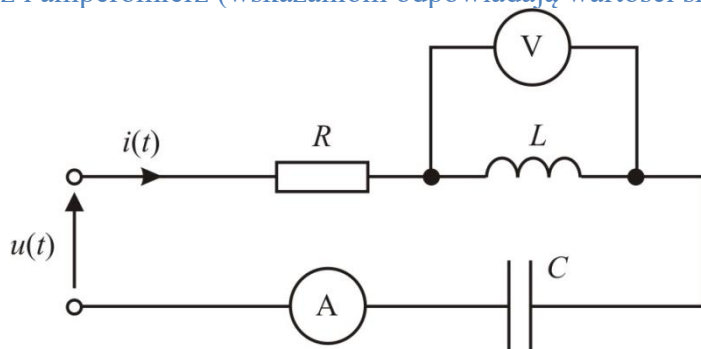 z i amperomierz (wskazaniom odpowiadają wartości sk
V
i(t)
R
L
u(t)
A
C